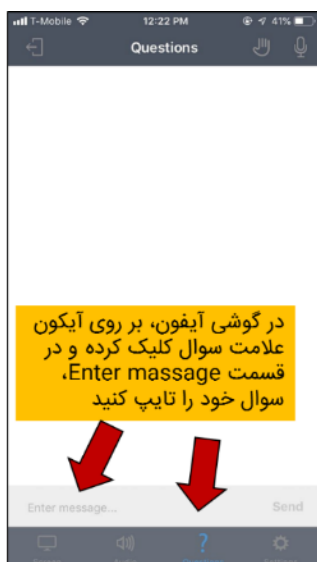 T-Mobile 12:22 PM 41%
Questions
در گوشی آیفون، بر روی آیکون
علامت سوال کلیک کرده و در
قسمت Enter massage،
سوال خود را تایپ کنید
Enter message... Send
?
Questions